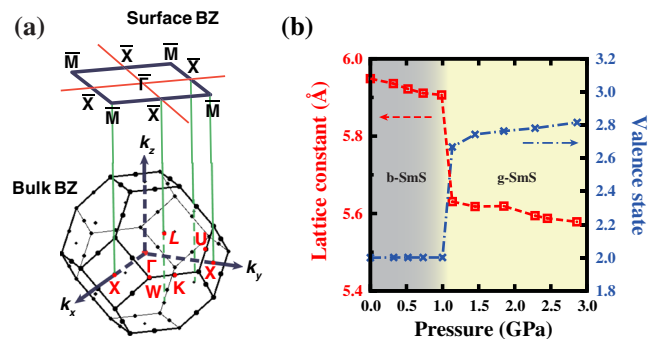 (a)
Surface BZ
M̅ X̅ M̅
X̅ Γ̅ X̅
M̅ X̅ M̅
k_z
Bulk BZ
L U
Γ X k_y
X W K
k_x
(b)
6.0 3.2
3.0
5.8 2.8
2.6
b-SmS g-SmS
5.6 2.4
2.2
2.0
5.4 1.8
0.0 0.5 1.0 1.5 2.0 2.5 3.0
Pressure (GPa)
Lattice constant (Å)
Valence state